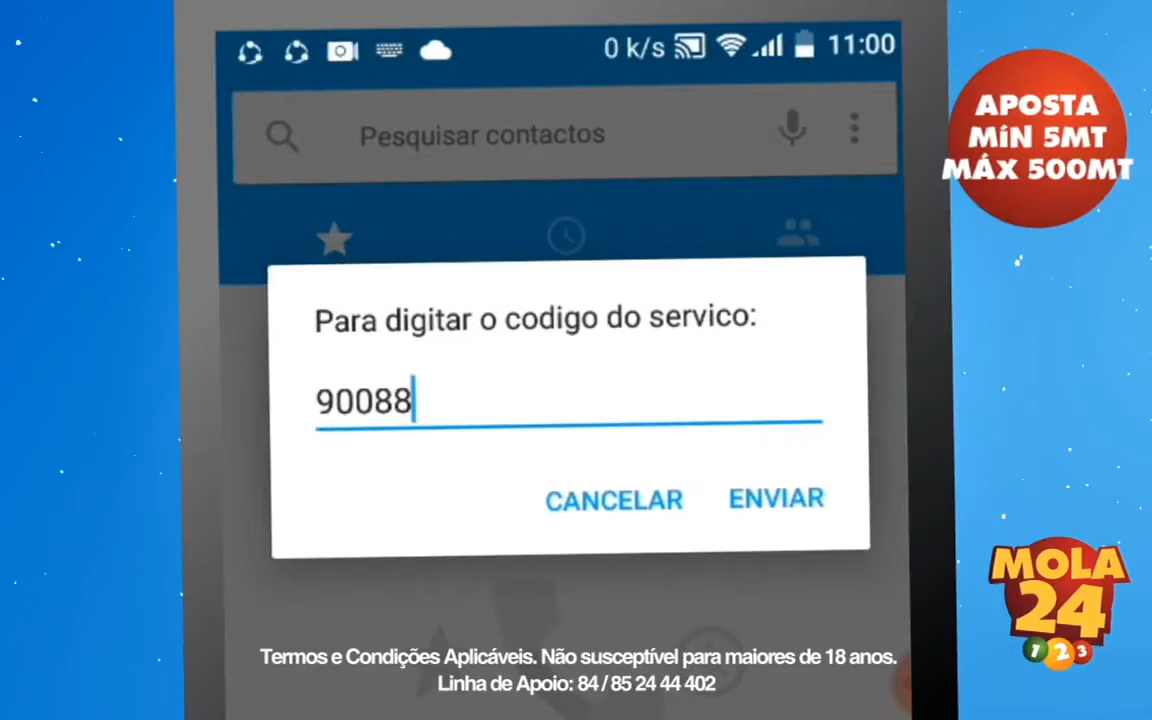 0 k/s
11:00
Pesquisar contactos
APOSTA
MíN 5MT
MÁX 500MT
Para digitar o codigo do servico:
90088
CANCELAR
ENVIAR
MOLA
24
1 2 3
Termos e Condições Aplicáveis. Não susceptível para maiores de 18 anos.
Linha de Apoio: 84 / 85 24 44 402